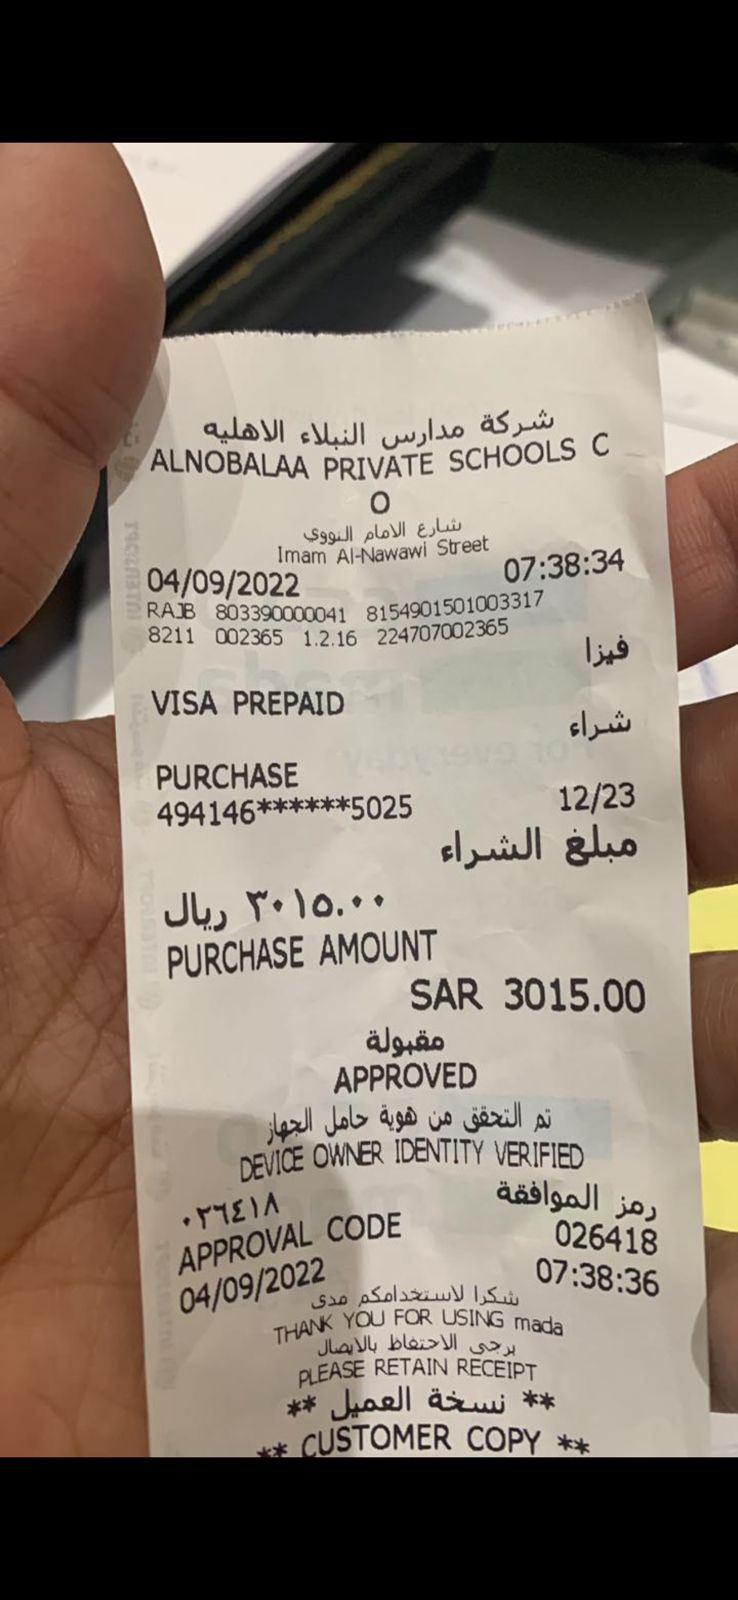 شركة مدارس النبلاء الاهليه
ALNOBALAA PRIVATE SCHOOLS C
O
شارع الامام النووي
Imam Al-Nawawi Street
04/09/2022 07:38:34
RAJB 803390000041 8154901501003317
8211 002365 1.2.16 224707002365
فيزا
VISA PREPAID
شراء
PURCHASE
494146******5025 12/23
مبلغ الشراء
٣٠١٥.٠٠ ريال
PURCHASE AMOUNT
SAR 3015.00
مقبولة
APPROVED
تم التحقق من هوية حامل الجهاز
DEVICE OWNER IDENTITY VERIFIED
رمز الموافقة ٠٢٦٤١٨
APPROVAL CODE 026418
04/09/2022 07:38:36
شكرا لاستخدامكم مدى
THANK YOU FOR USING mada
يرجى الاحتفاظ بالايصال
PLEASE RETAIN RECEIPT
** نسخة العميل **
** CUSTOMER COPY **